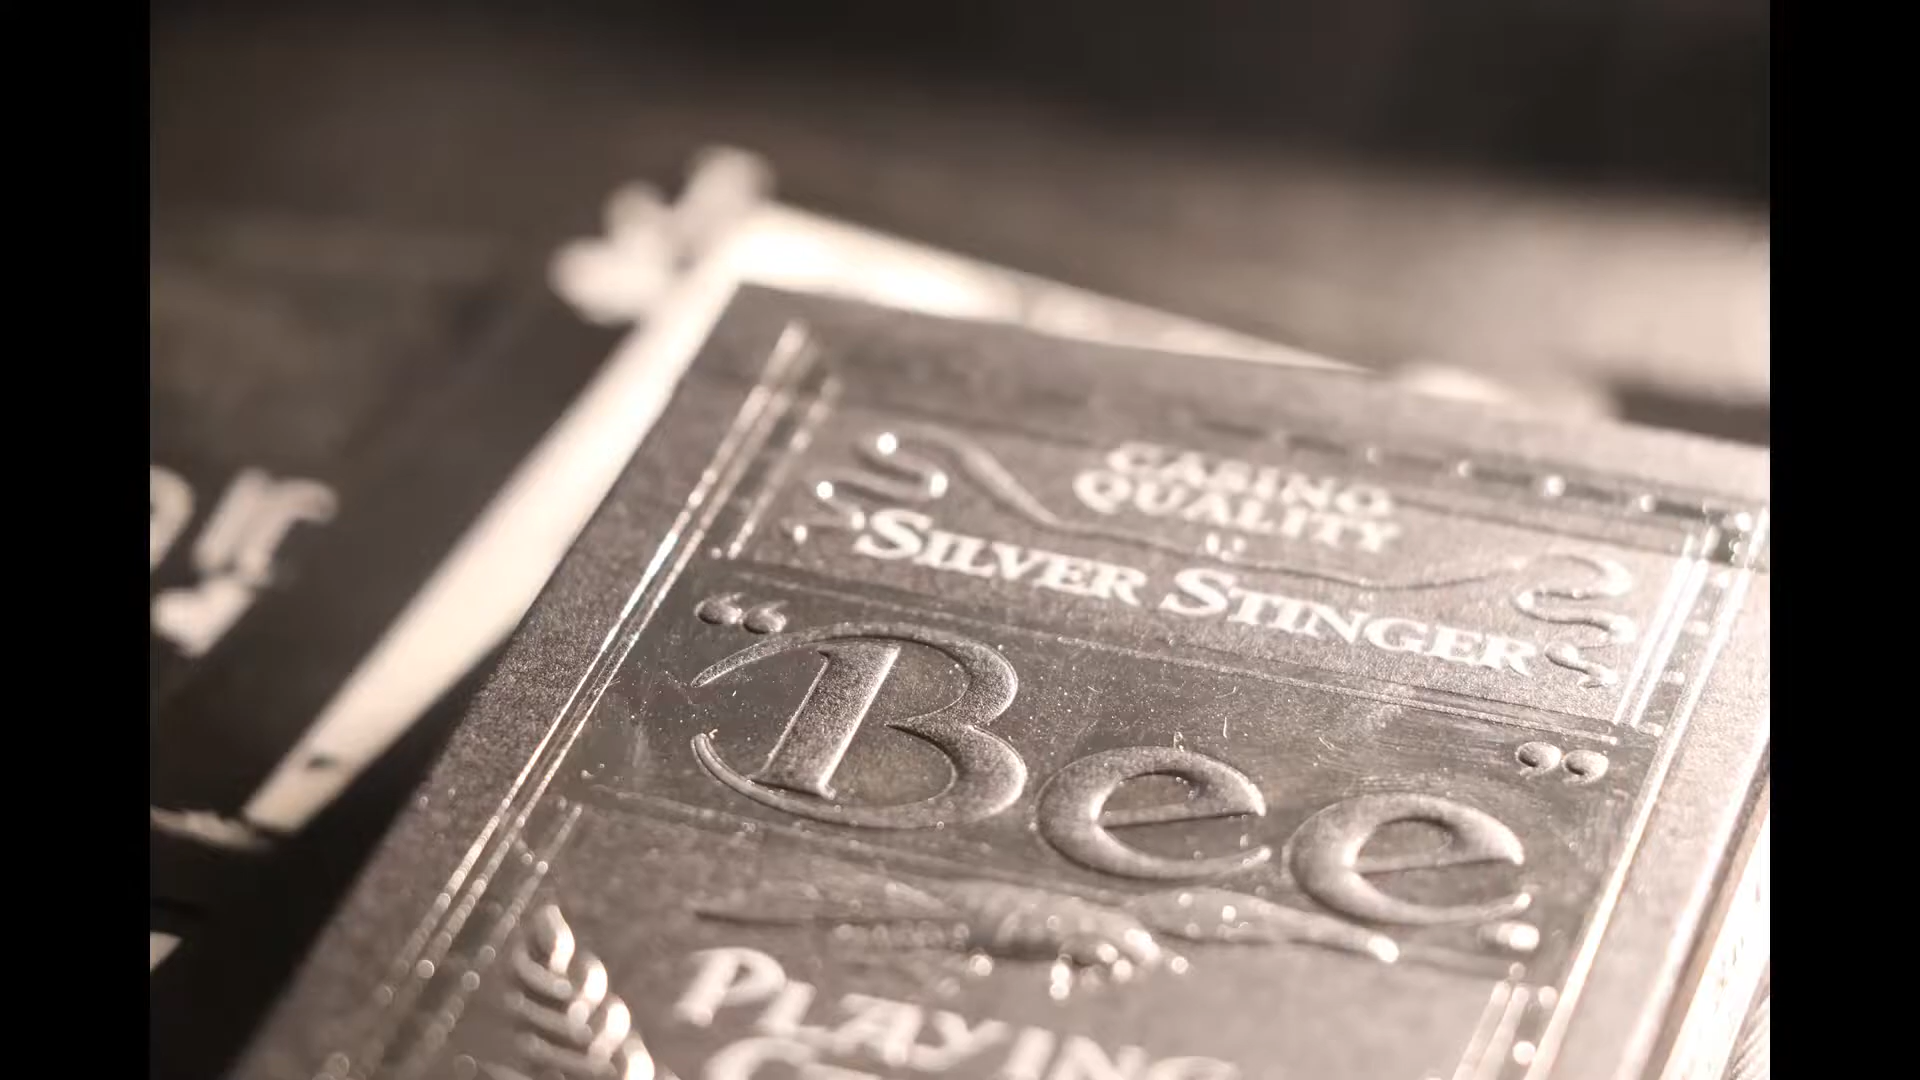 CASINO
QUALITY
SILVER STINGER
“Bee”
PLAYING